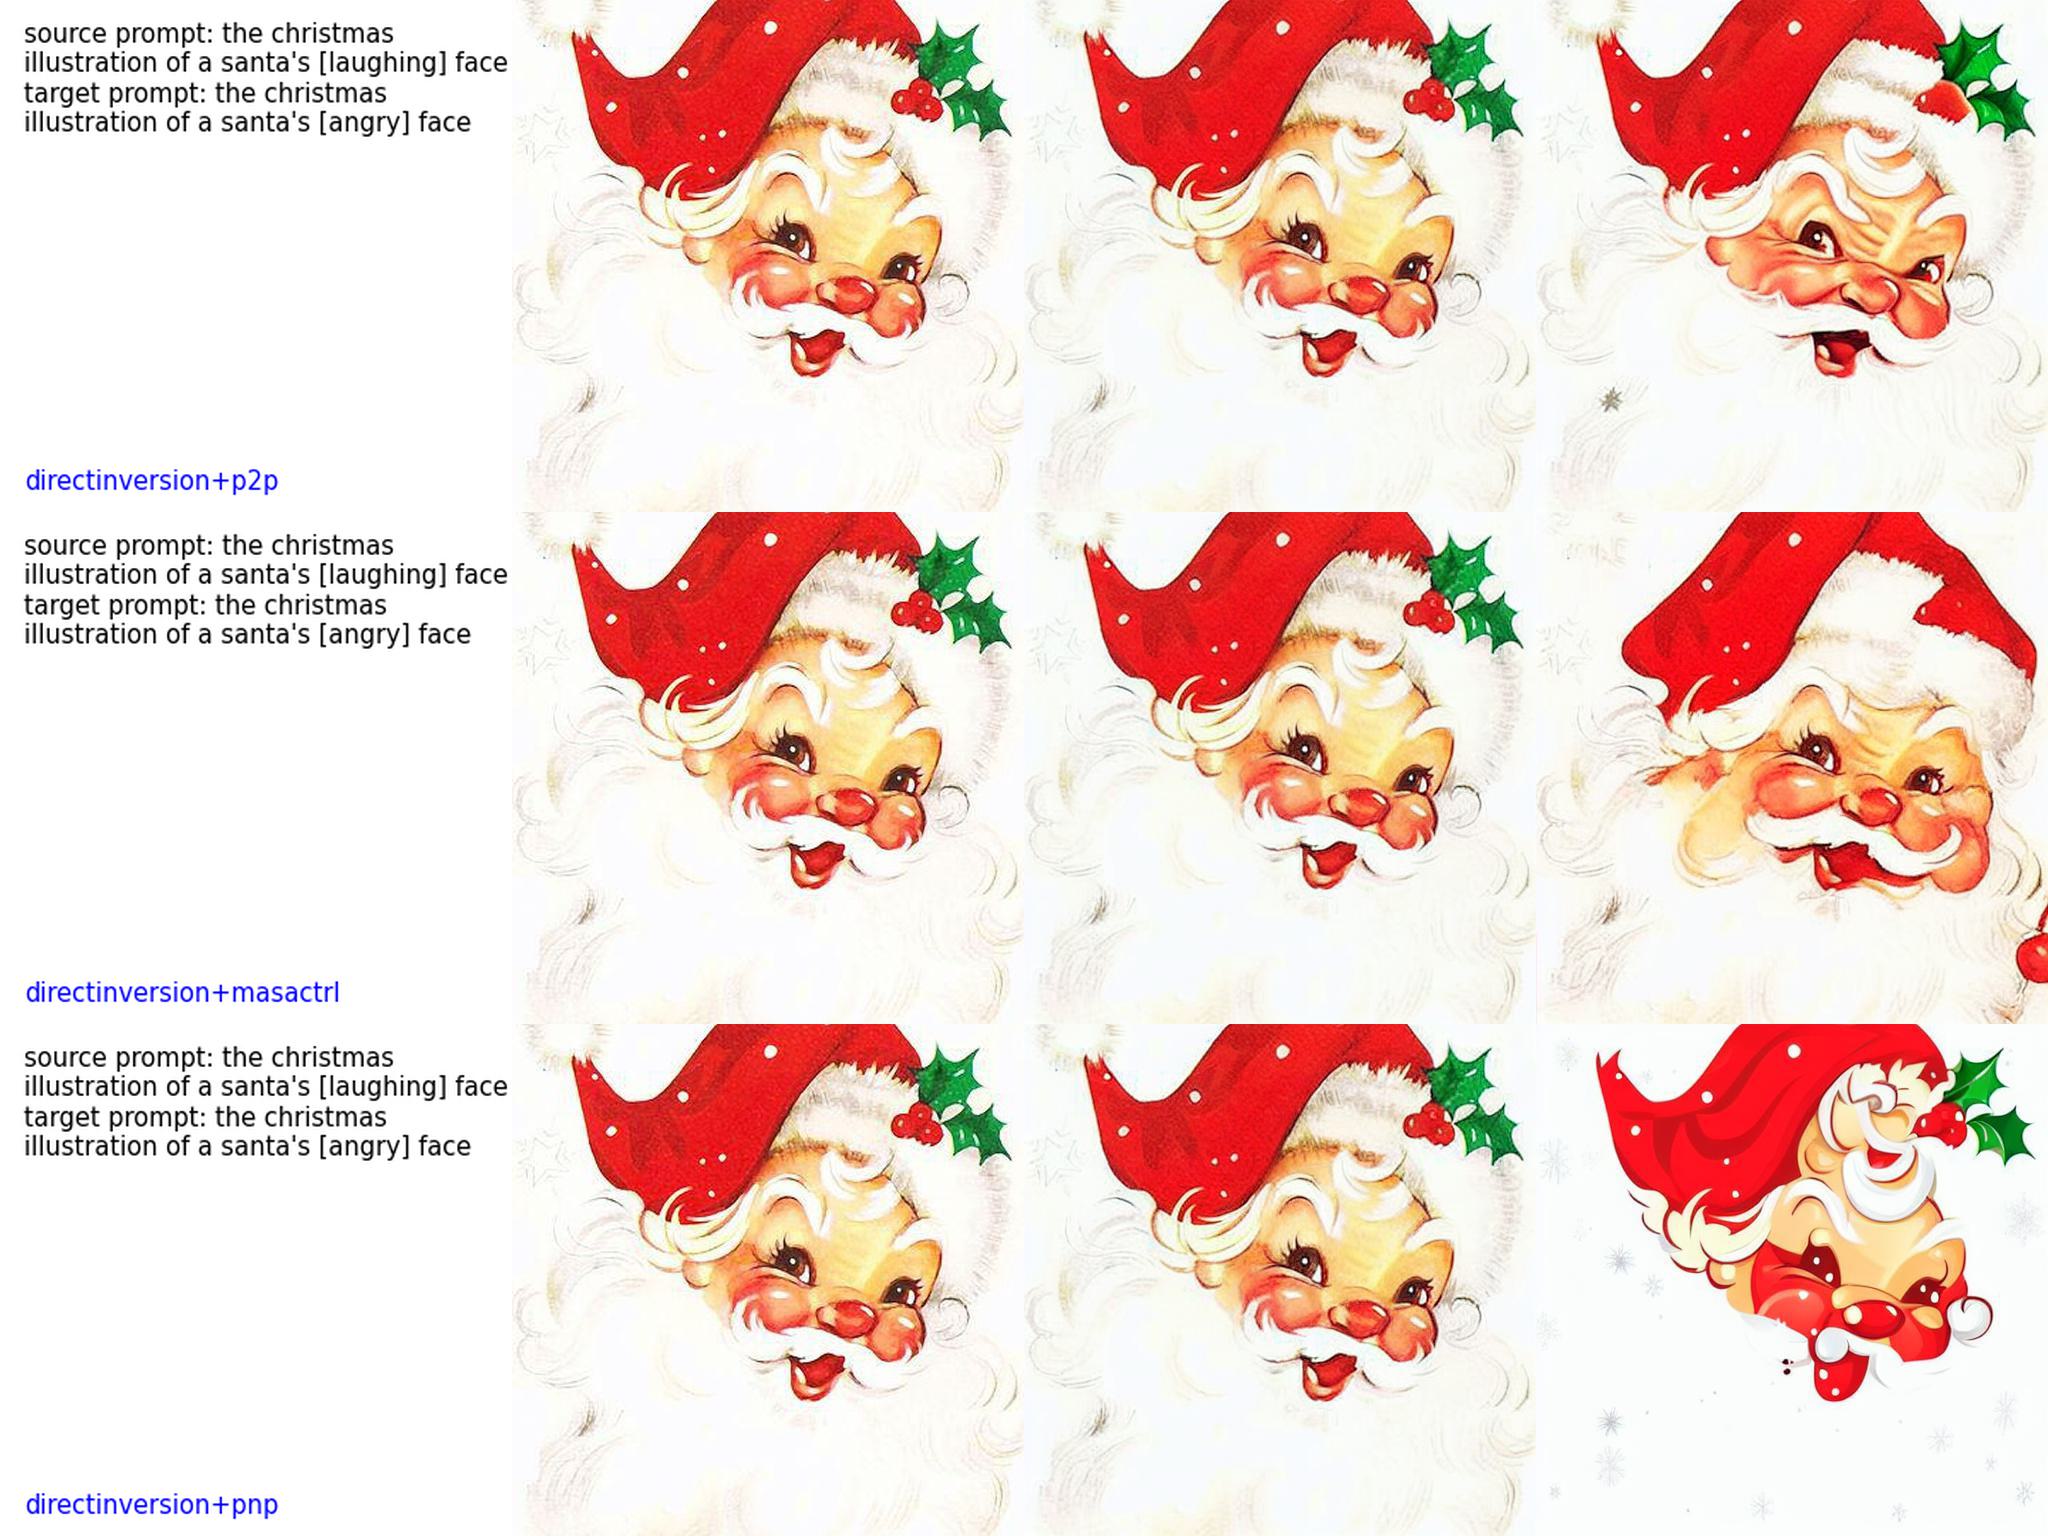 source prompt: the christmas
illustration of a santa's [laughing] face
target prompt: the christmas
illustration of a santa's [angry] face
directinversion+p2p
source prompt: the christmas
illustration of a santa's [laughing] face
target prompt: the christmas
illustration of a santa's [angry] face
directinversion+masactrl
source prompt: the christmas
illustration of a santa's [laughing] face
target prompt: the christmas
illustration of a santa's [angry] face
directinversion+pnp